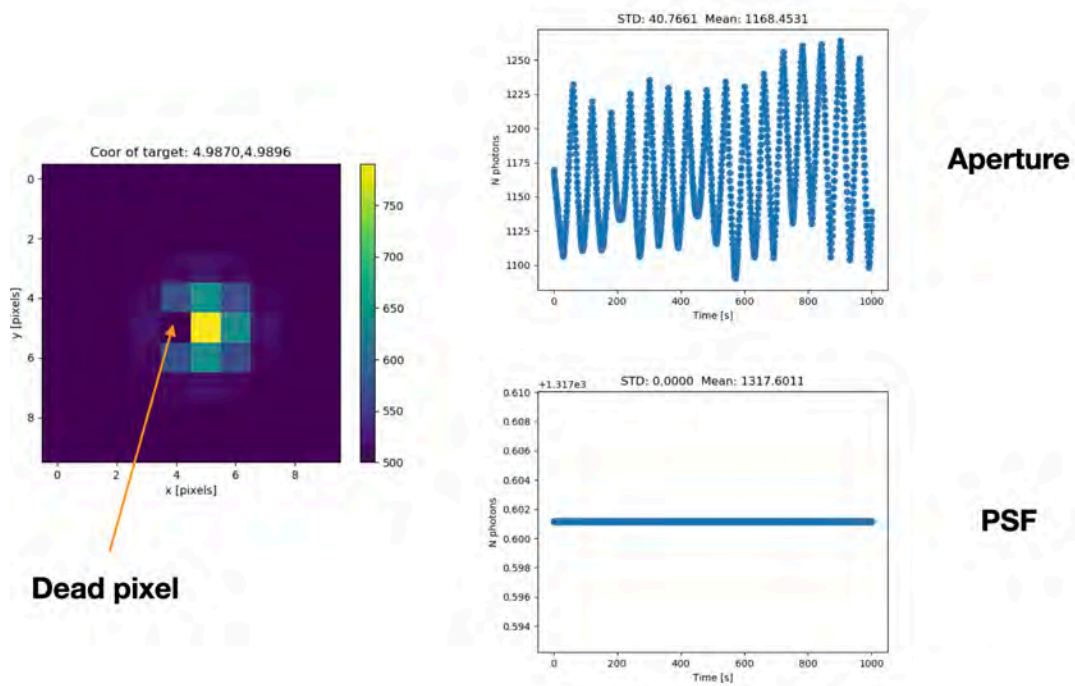 Coor of target: 4.9870,4.9896
0
2
4
6
8
y [pixels]
0 2 4 6 8
x [pixels]
750
700
650
600
550
500
Dead pixel
STD: 40.7661 Mean: 1168.4531
1250
1225
1200
1175
1150
1125
1100
N photons
0 200 400 600 800 1000
Time [s]
Aperture
+1.317e3
STD: 0.0000 Mean: 1317.6011
0.610
0.608
0.606
0.604
0.602
0.600
0.598
0.596
0.594
N photons
0 200 400 600 800 1000
Time [s]
PSF